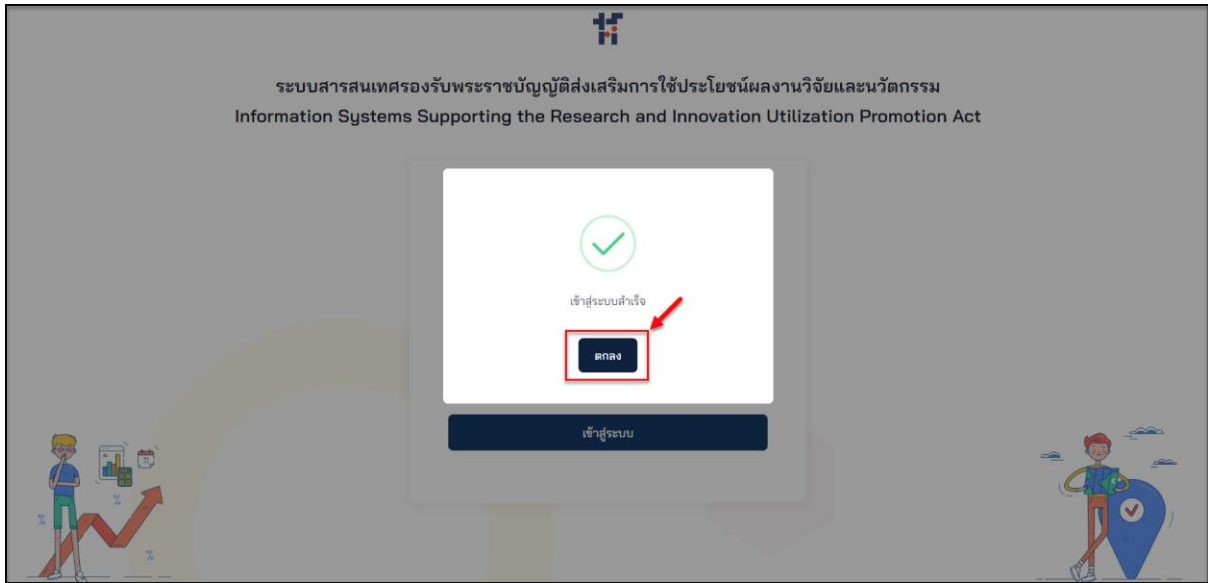 ระบบสารสนเทศรองรับพระราชบัญญัติส่งเสริมการใช้ประโยชน์ผลงานวิจัยและนวัตกรรม
Information Systems Supporting the Research and Innovation Utilization Promotion Act
เข้าสู่ระบบสำเร็จ
ตกลง
เข้าสู่ระบบ